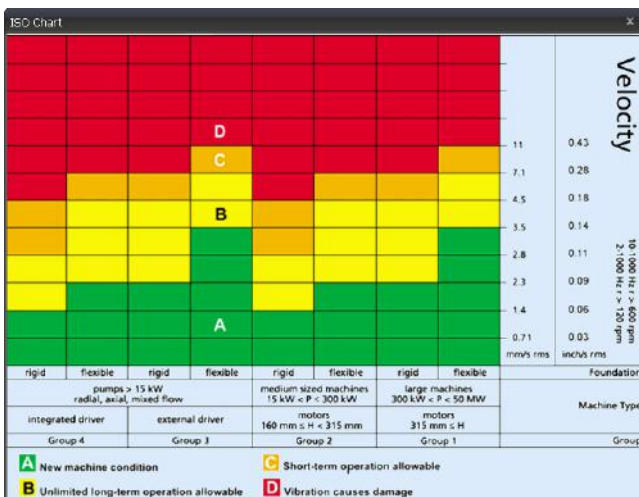 ISO Chart x
D
C
B
A
Velocity
10-1000 Hz r > 600 rpm
2-1000 Hz r > 120 rpm
11 0.43
7.1 0.28
4.5 0.18
3.5 0.14
2.8 0.11
2.3 0.09
1.4 0.06
0.71 0.03
mm/s rms inch/s rms
rigid flexible rigid flexible rigid flexible rigid flexible Foundation
pumps > 15 kW medium sized machines large machines
radial, axial, mixed flow 15 kW < P ≤ 300 kW 300 kW < P < 50 MW
Machine Type
integrated driver external driver motors motors
160 mm ≤ H < 315 mm 315 mm ≤ H
Group 4 Group 3 Group 2 Group 1 Group
A New machine condition C Short-term operation allowable
B Unlimited long-term operation allowable D Vibration causes damage